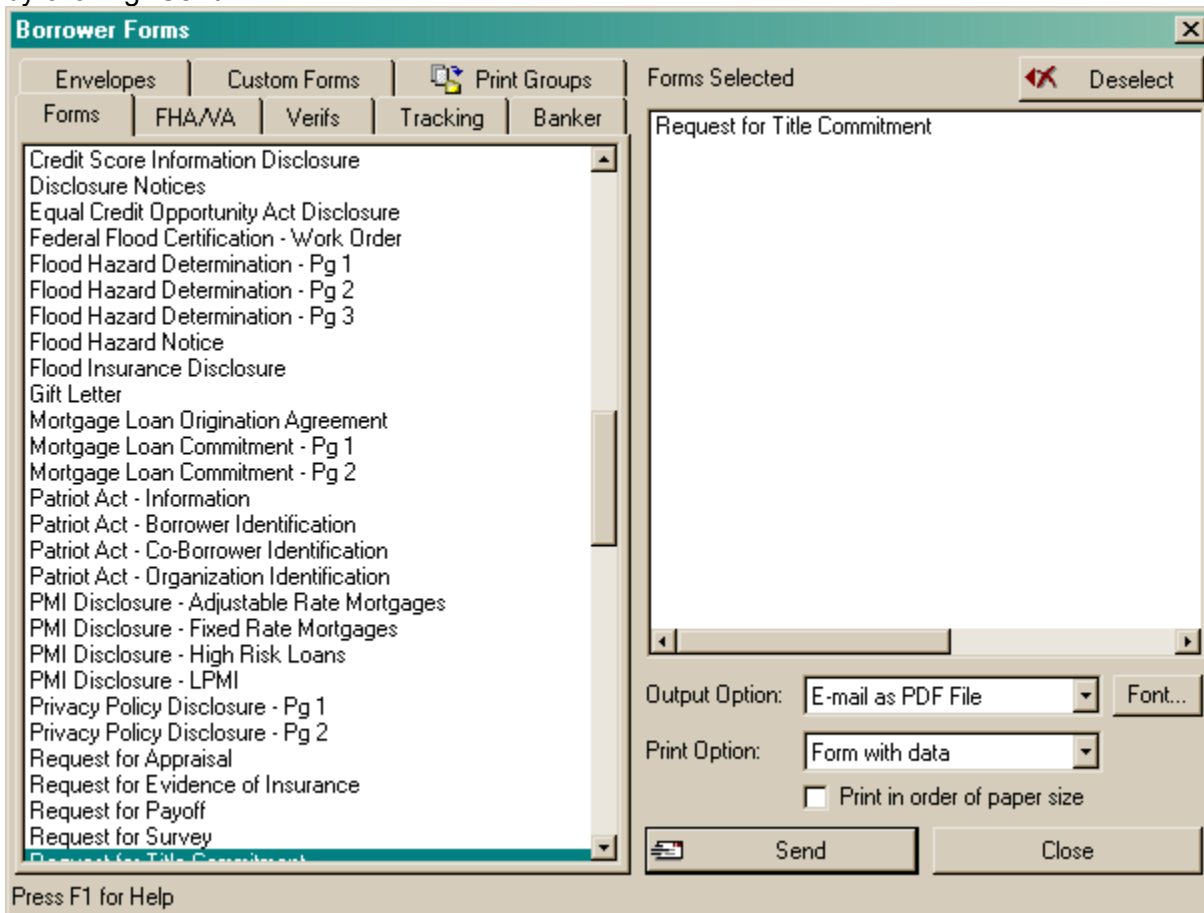 Borrower Forms
Envelopes
Custom Forms
Print Groups
Forms
FHA/VA
Verifs
Tracking
Banker
Credit Score Information Disclosure
Disclosure Notices
Equal Credit Opportunity Act Disclosure
Federal Flood Certification - Work Order
Flood Hazard Determination - Pg 1
Flood Hazard Determination - Pg 2
Flood Hazard Determination - Pg 3
Flood Hazard Notice
Flood Insurance Disclosure
Gift Letter
Mortgage Loan Origination Agreement
Mortgage Loan Commitment - Pg 1
Mortgage Loan Commitment - Pg 2
Patriot Act - Information
Patriot Act - Borrower Identification
Patriot Act - Co-Borrower Identification
Patriot Act - Organization Identification
PMI Disclosure - Adjustable Rate Mortgages
PMI Disclosure - Fixed Rate Mortgages
PMI Disclosure - High Risk Loans
PMI Disclosure - LPMI
Privacy Policy Disclosure - Pg 1
Privacy Policy Disclosure - Pg 2
Request for Appraisal
Request for Evidence of Insurance
Request for Payoff
Request for Survey
Request for Title Commitment
Forms Selected
Deselect
Request for Title Commitment
Output Option: E-mail as PDF File
Font...
Print Option: Form with data
Print in order of paper size
Send
Close
Press F1 for Help